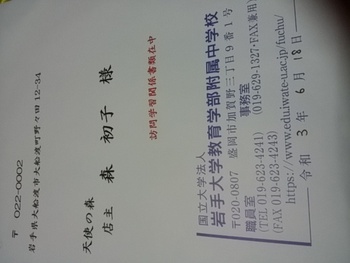 〒 022-0002
岩手県大船渡市大船渡町野々田12-34
天使の森
店主 森 初子 様
訪問学習関係書類在中
国立大学法人
岩手大学教育学部附属中学校
〒020-0807 盛岡市加賀野三丁目9番1号
事務室
職員室 (019-629-1327・FAX兼用)
(TEL 019-623-4241)
(FAX 019-623-4243)
https://www.edu.iwate-u.ac.jp/fuchu/
令和 3 年 6 月 18 日